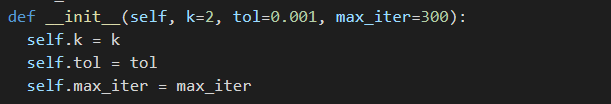 def __init__(self, k=2, tol=0.001, max_iter=300):
  self.k = k
  self.tol = tol
  self.max_iter = max_iter